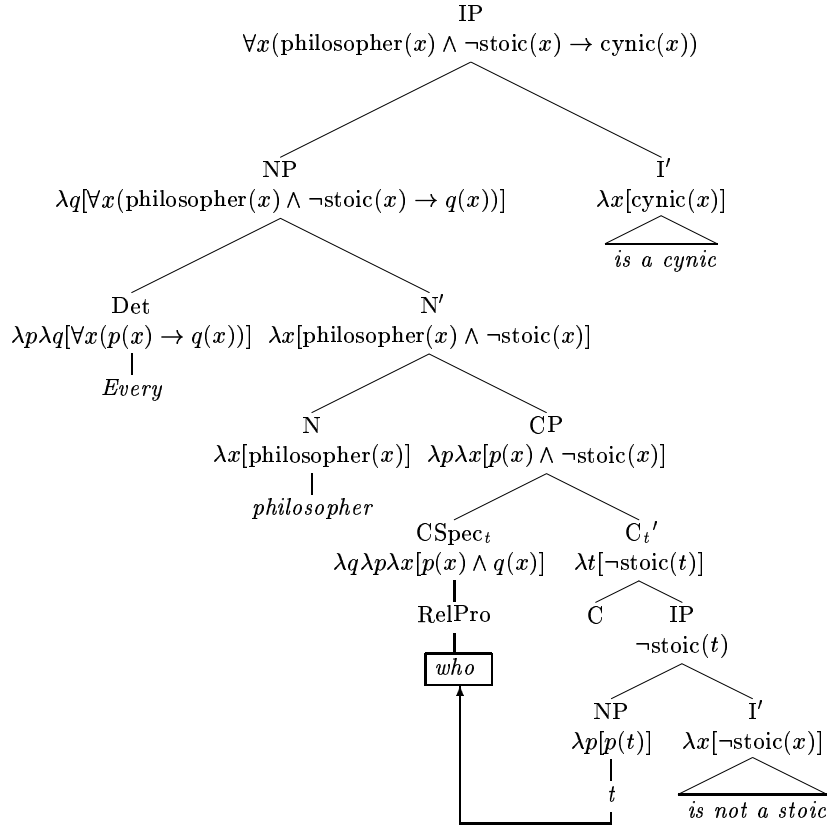 IP
∀x(philosopher(x) ∧ ¬stoic(x) → cynic(x))
NP I′
λq[∀x(philosopher(x) ∧ ¬stoic(x) → q(x))] λx[cynic(x)]
is a cynic
Det N′
λpλq[∀x(p(x) → q(x))] λx[philosopher(x) ∧ ¬stoic(x)]
Every
N CP
λx[philosopher(x)] λpλx[p(x) ∧ ¬stoic(x)]
philosopher
CSpecₜ Cₜ′
λqλpλx[p(x) ∧ q(x)] λt[¬stoic(t)]
RelPro C IP
¬stoic(t)
who
NP I′
λp[p(t)] λx[¬stoic(x)]
t
is not a stoic